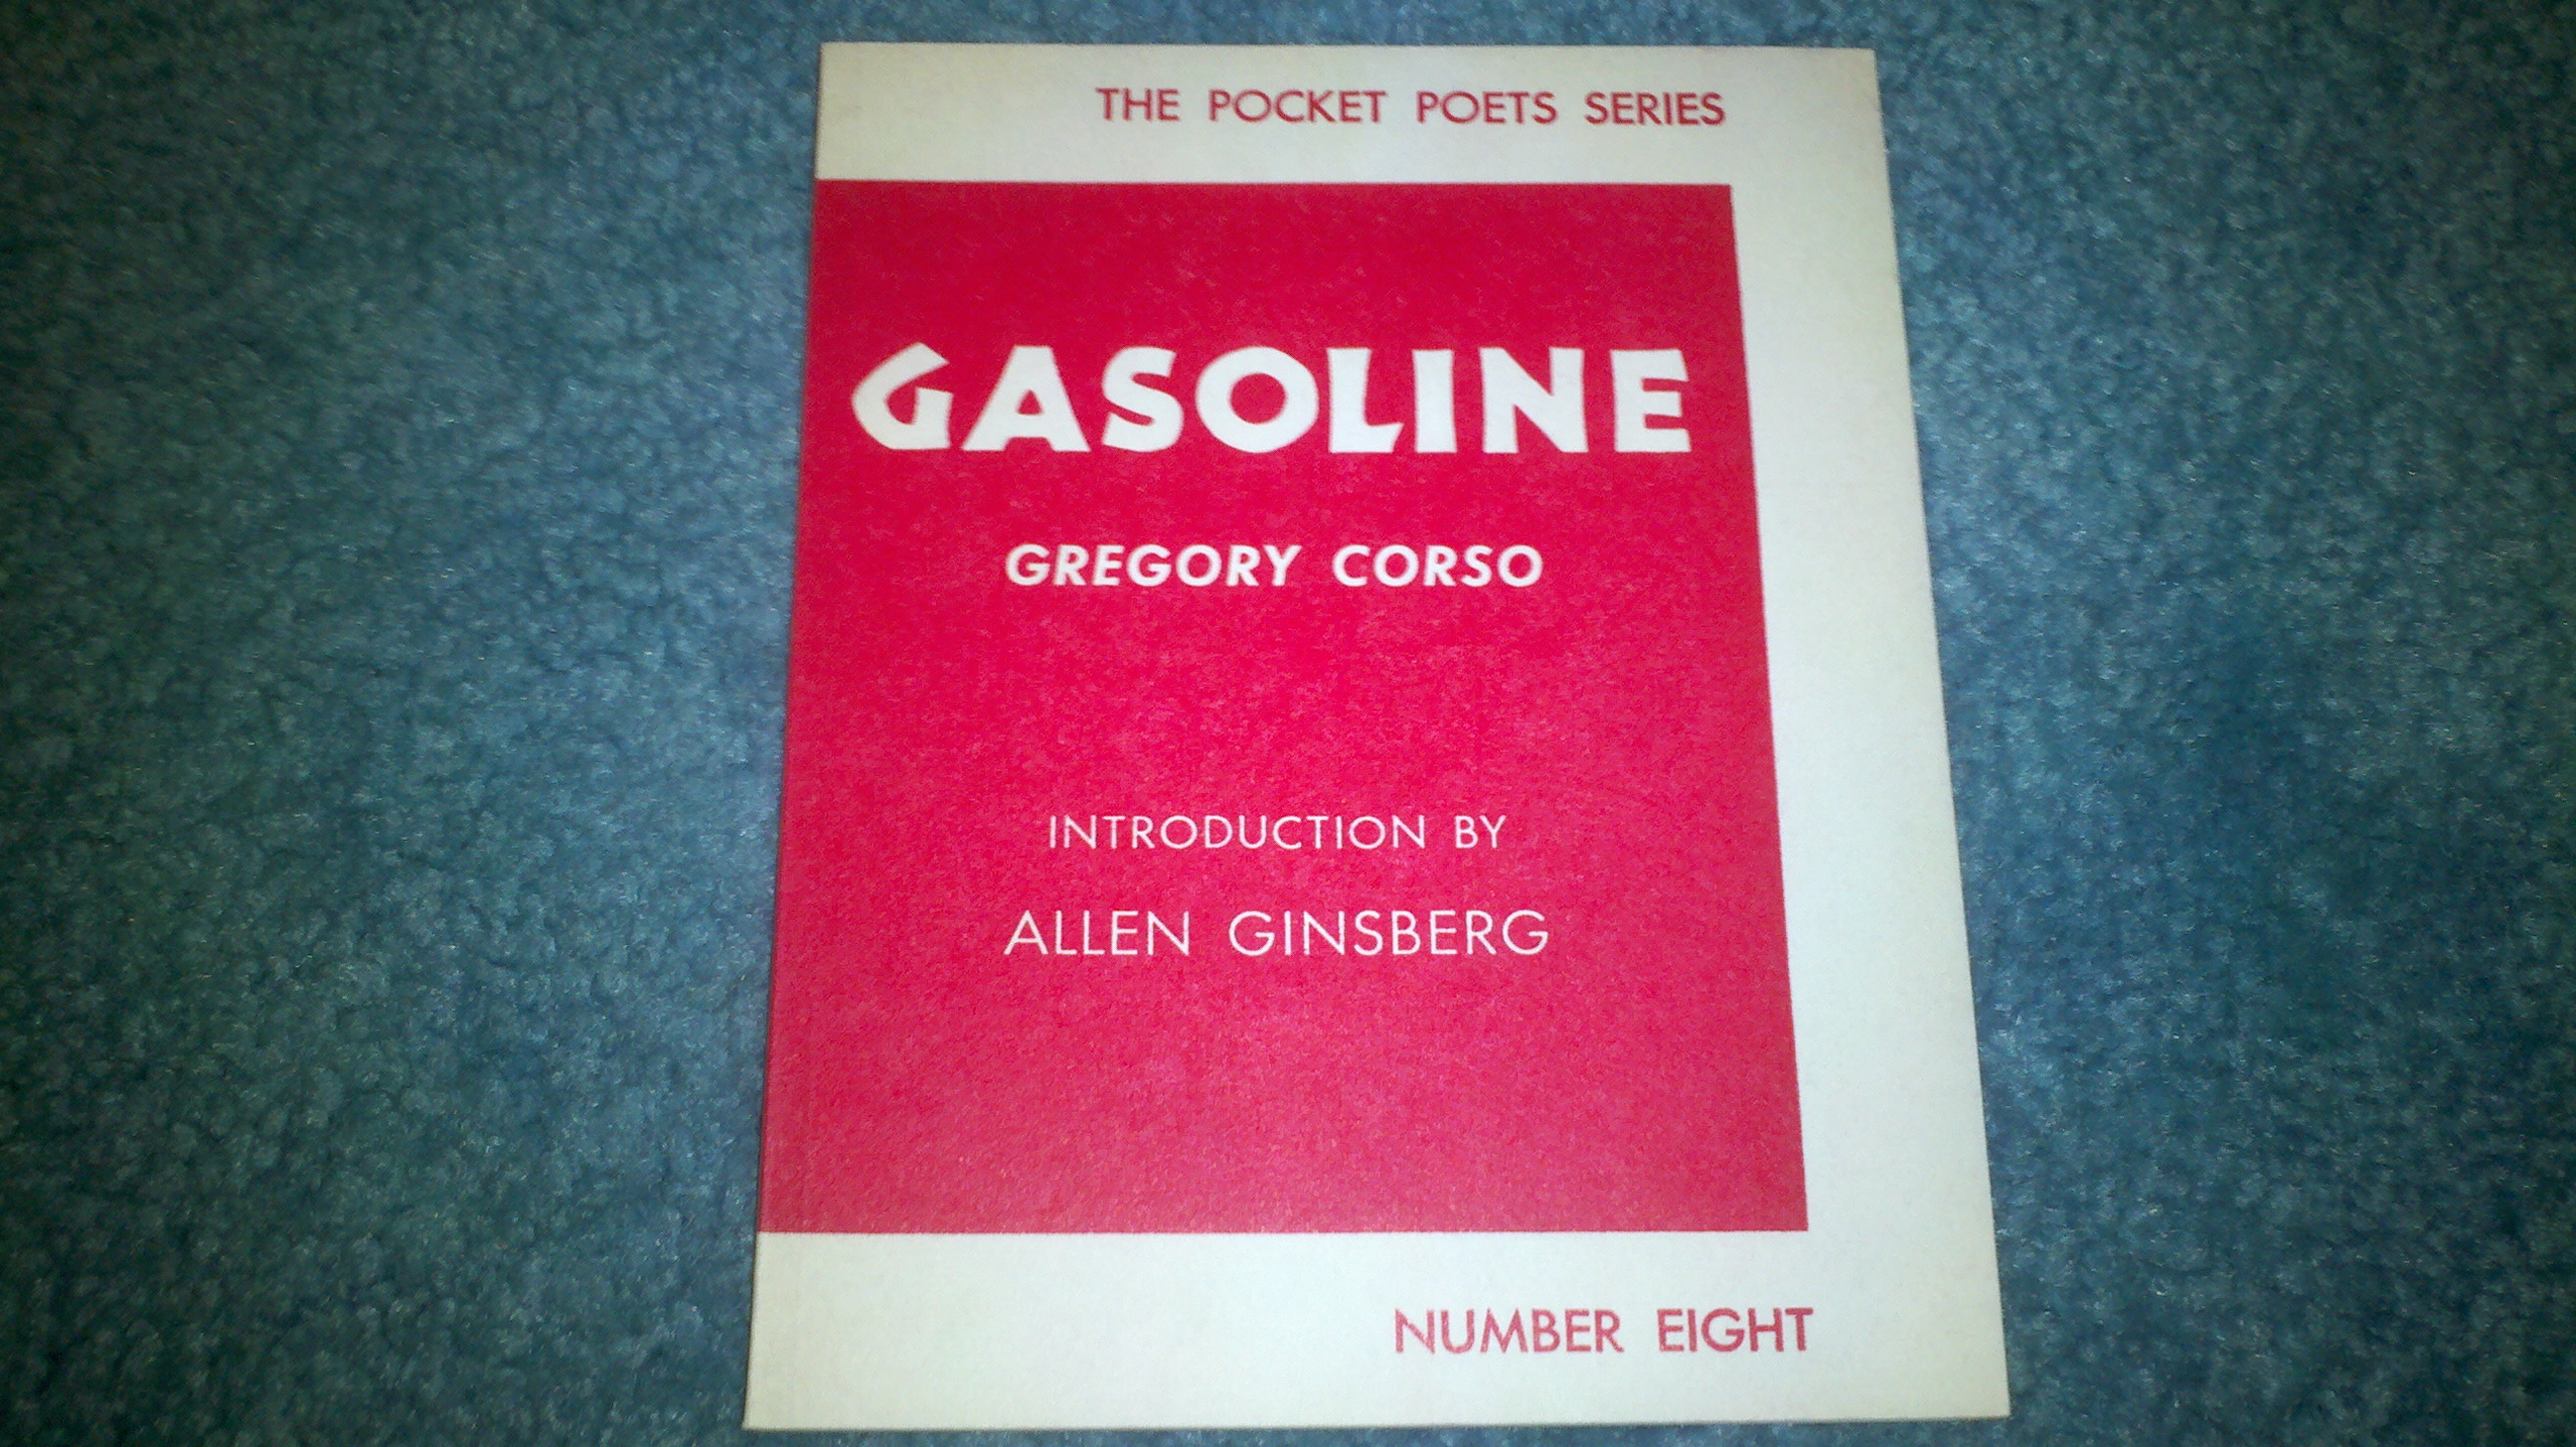 THE POCKET POETS SERIES
GASOLINE
GREGORY CORSO
INTRODUCTION BY
ALLEN GINSBERG
NUMBER EIGHT